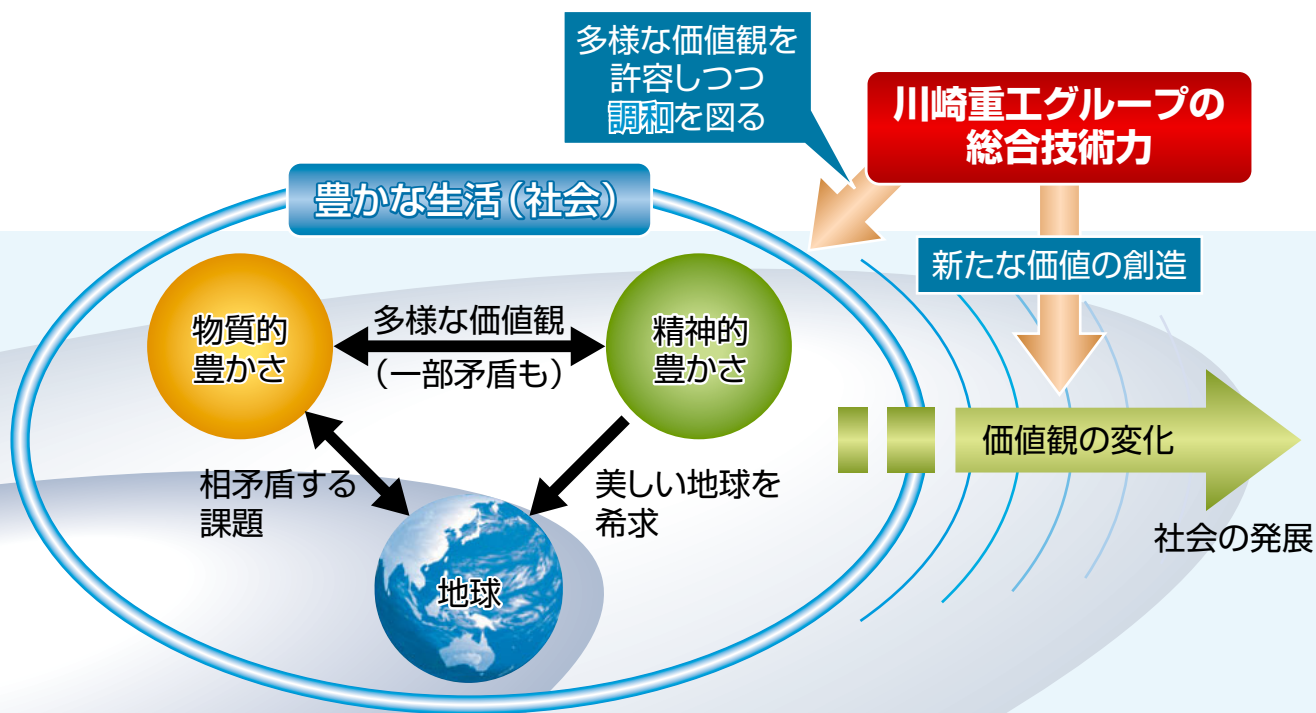 多様な価値観を
許容しつつ
調和を図る
川崎重工グループの
総合技術力
豊かな生活（社会）
新たな価値の創造
物質的
豊かさ
多様な価値観
（一部矛盾も）
精神的
豊かさ
価値観の変化
相矛盾する
課題
美しい地球を
希求
社会の発展
地球